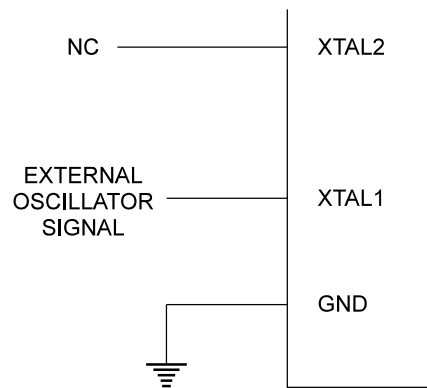 NC
XTAL2
EXTERNAL
OSCILLATOR
SIGNAL
XTAL1
GND